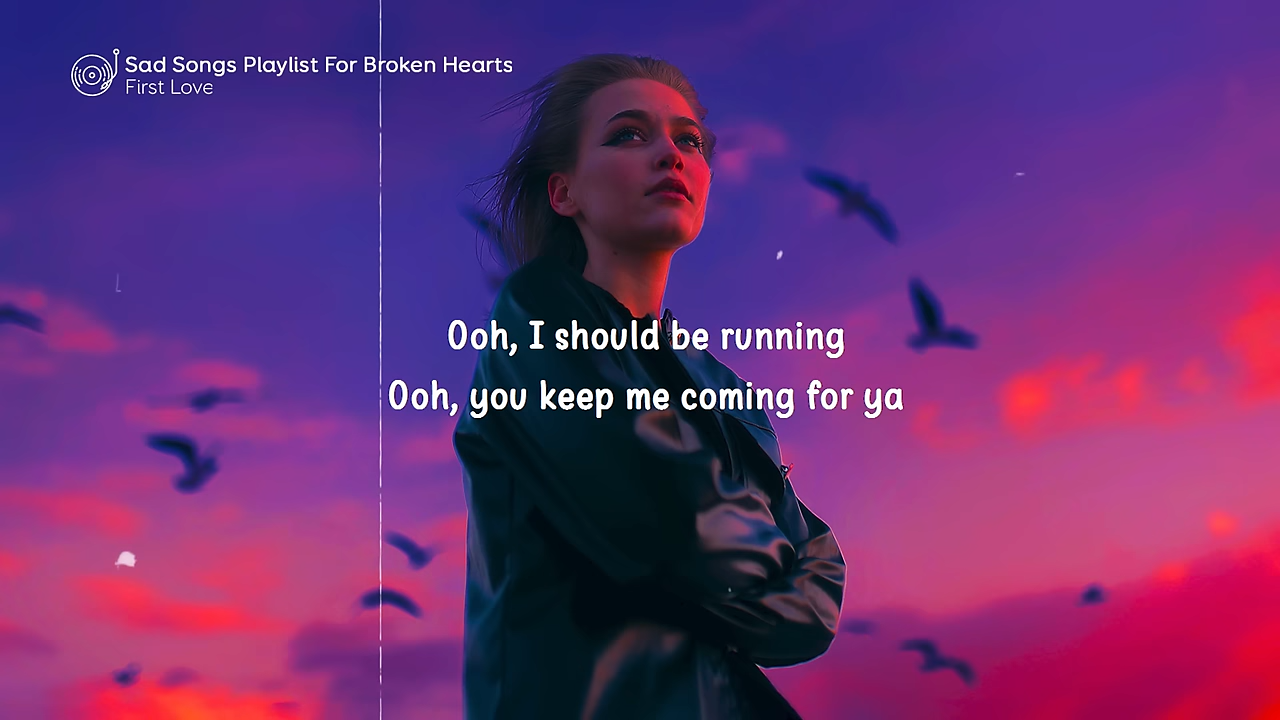 Sad Songs Playlist For Broken Hearts
First Love
Ooh, I should be running
Ooh, you keep me coming for ya